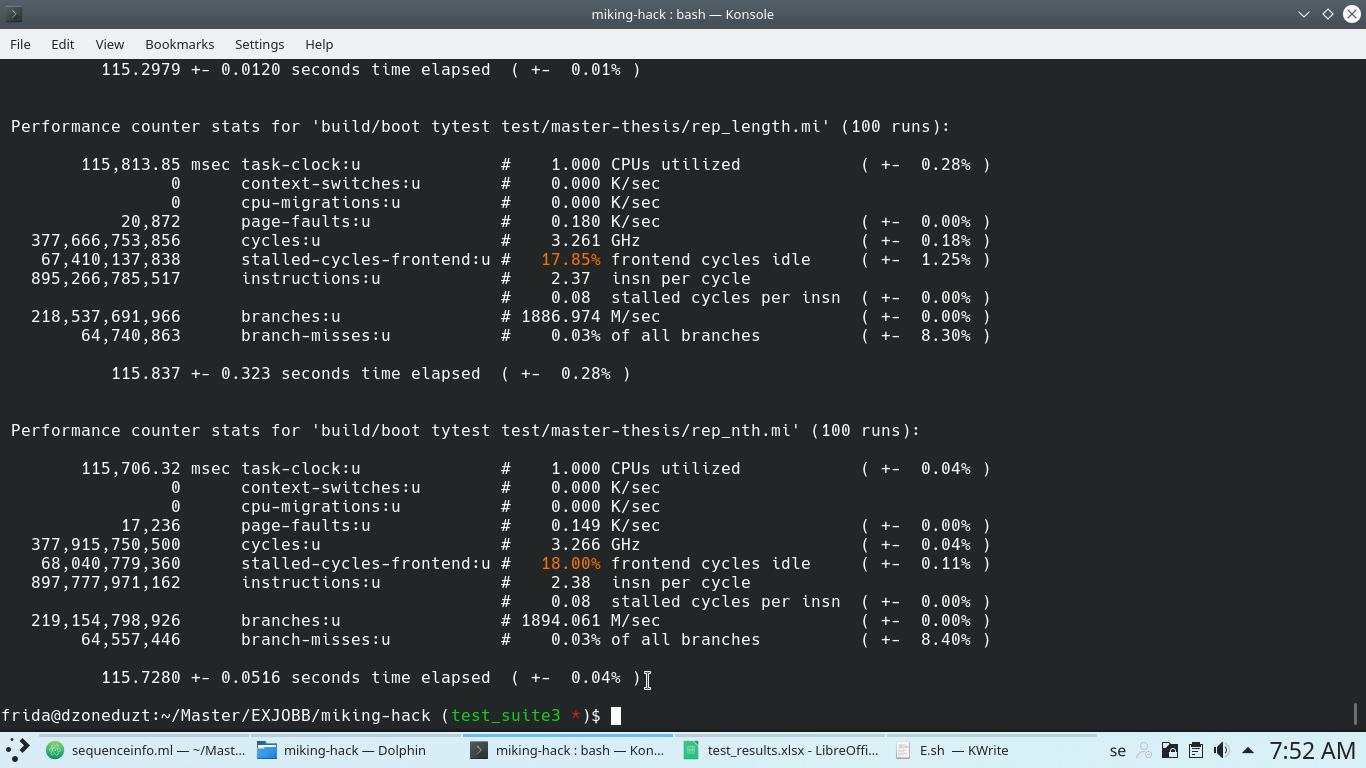 miking-hack : bash — Konsole
File Edit View Bookmarks Settings Help
115.2979 +- 0.0120 seconds time elapsed ( +- 0.01% )
Performance counter stats for 'build/boot tytest test/master-thesis/rep_length.mi' (100 runs):
115,813.85 msec task-clock:u # 1.000 CPUs utilized ( +- 0.28% )
0 context-switches:u # 0.000 K/sec
0 cpu-migrations:u # 0.000 K/sec
20,872 page-faults:u # 0.180 K/sec ( +- 0.00% )
377,666,753,856 cycles:u # 3.261 GHz ( +- 0.18% )
67,410,137,838 stalled-cycles-frontend:u # 17.85% frontend cycles idle ( +- 1.25% )
895,266,785,517 instructions:u # 2.37 insn per cycle
# 0.08 stalled cycles per insn ( +- 0.00% )
218,537,691,966 branches:u # 1886.974 M/sec ( +- 0.00% )
64,740,863 branch-misses:u # 0.03% of all branches ( +- 8.30% )
115.837 +- 0.323 seconds time elapsed ( +- 0.28% )
Performance counter stats for 'build/boot tytest test/master-thesis/rep_nth.mi' (100 runs):
115,706.32 msec task-clock:u # 1.000 CPUs utilized ( +- 0.04% )
0 context-switches:u # 0.000 K/sec
0 cpu-migrations:u # 0.000 K/sec
17,236 page-faults:u # 0.149 K/sec ( +- 0.00% )
377,915,750,500 cycles:u # 3.266 GHz ( +- 0.04% )
68,040,779,360 stalled-cycles-frontend:u # 18.00% frontend cycles idle ( +- 0.11% )
897,777,971,162 instructions:u # 2.38 insn per cycle
# 0.08 stalled cycles per insn ( +- 0.00% )
219,154,798,926 branches:u # 1894.061 M/sec ( +- 0.00% )
64,557,446 branch-misses:u # 0.03% of all branches ( +- 8.40% )
115.7280 +- 0.0516 seconds time elapsed ( +- 0.04% )
frida@dzoneduzt:~/Master/EXJOBB/miking-hack (test_suite3 *)$
sequenceinfo.ml — ~/Mast... miking-hack — Dolphin miking-hack : bash — Kon... test_results.xlsx - LibreOffi... E.sh — KWrite se 7:52 AM